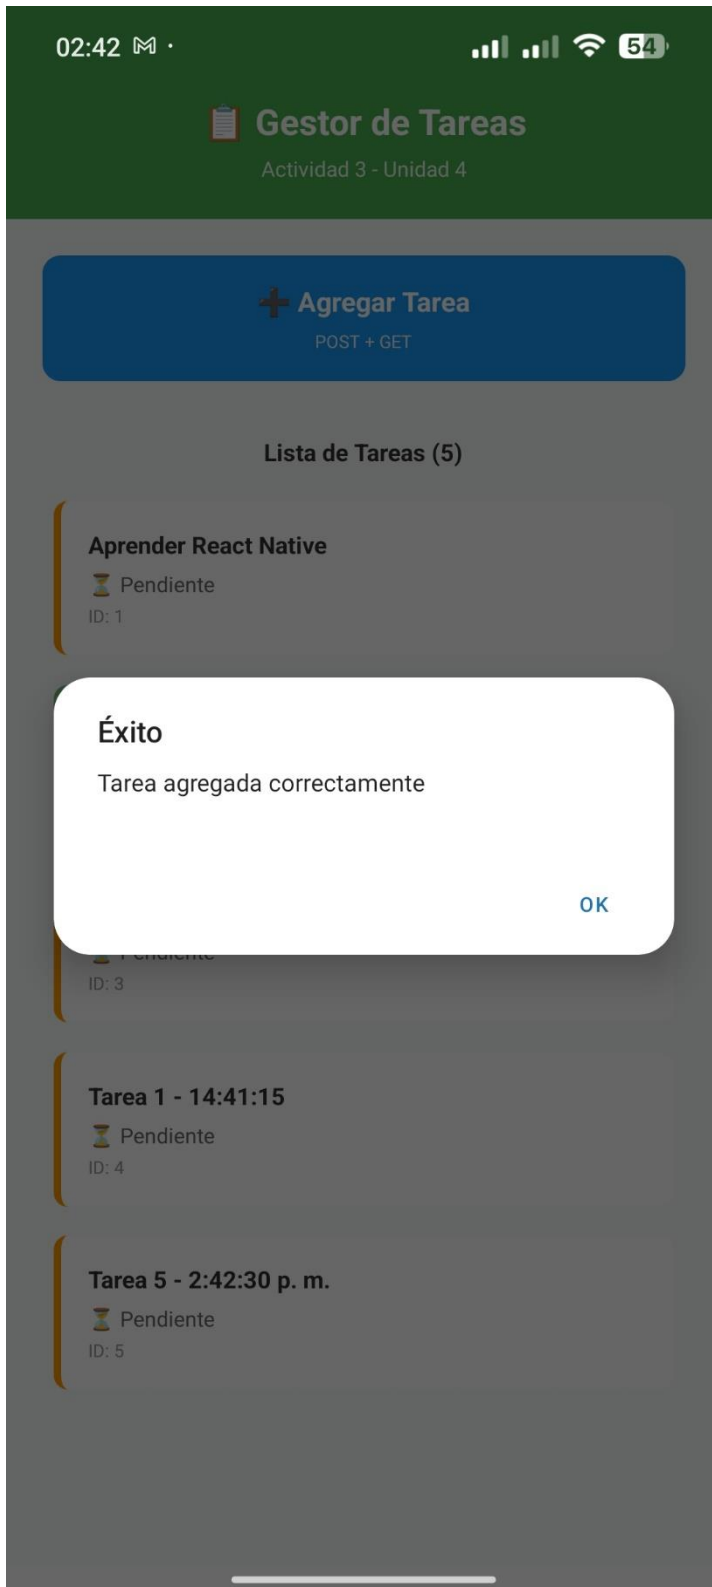 02:42
54
Gestor de Tareas
Actividad 3 - Unidad 4
Agregar Tarea
POST + GET
Lista de Tareas (5)
Aprender React Native
Pendiente
ID: 1
Éxito
Tarea agregada correctamente
OK
Pendiente
ID: 3
Tarea 1 - 14:41:15
Pendiente
ID: 4
Tarea 5 - 2:42:30 p. m.
Pendiente
ID: 5